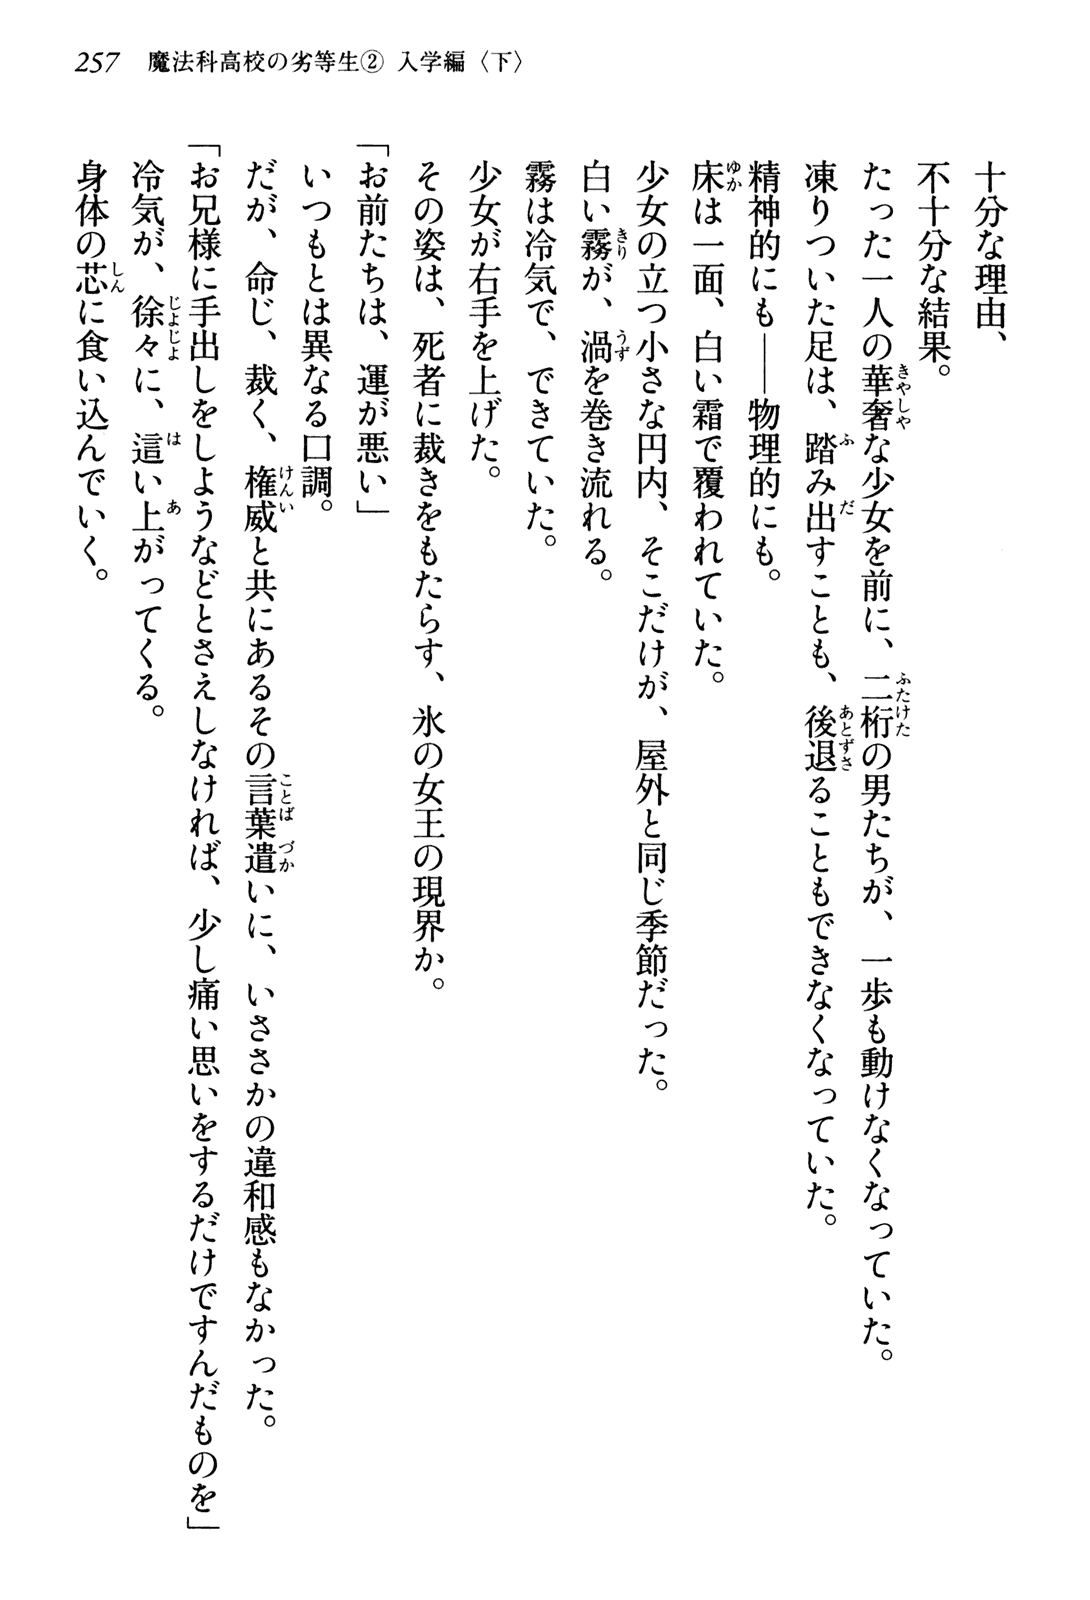 257 魔法科高校の劣等生② 入学編〈下〉
十分な理由、
不十分な結果。
たった一人の華奢な少女を前に、二桁の男たちが、一歩も動けなくなっていた。
凍りついた足は、踏み出すことも、後退ることもできなくなっていた。
精神的にも――物理的にも。
床は一面、白い霜で覆われていた。
少女の立つ小さな円内、そこだけが、屋外と同じ季節だった。
白い霧が、渦を巻き流れる。
霧は冷気で、できていた。
少女が右手を上げた。
その姿は、死者に裁きをもたらす、氷の女王の現界か。
「お前たちは、運が悪い」
いつもとは異なる口調。
だが、命じ、裁く、権威と共にあるその言葉遣いに、いささかの違和感もなかった。
「お兄様に手出しをしようなどとさえしなければ、少し痛い思いをするだけですんだものを」
冷気が、徐々に、這い上がってくる。
身体の芯に食い込んでいく。